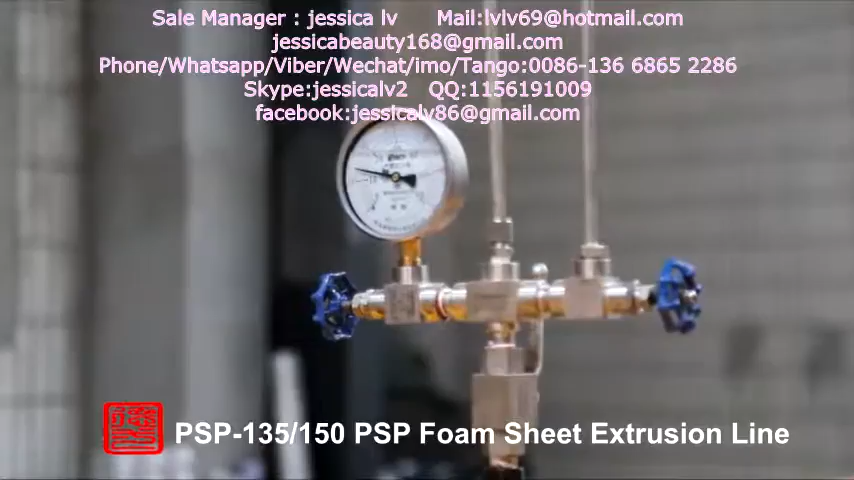 Sale Manager : jessica lv Mail:lvlv69@hotmail.com
jessicabeauty168@gmail.com
Phone/Whatsapp/Viber/Wechat/imo/Tango:0086-136 6865 2286
Skype:jessicalv2 QQ:1156191009
facebook:jessicalv86@gmail.com
PSP-135/150 PSP Foam Sheet Extrusion Line